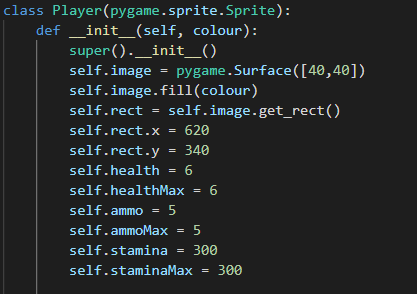 class Player(pygame.sprite.Sprite):
    def __init__(self, colour):
        super().__init__()
        self.image = pygame.Surface([40,40])
        self.image.fill(colour)
        self.rect = self.image.get_rect()
        self.rect.x = 620
        self.rect.y = 340
        self.health = 6
        self.healthMax = 6
        self.ammo = 5
        self.ammoMax = 5
        self.stamina = 300
        self.staminaMax = 300